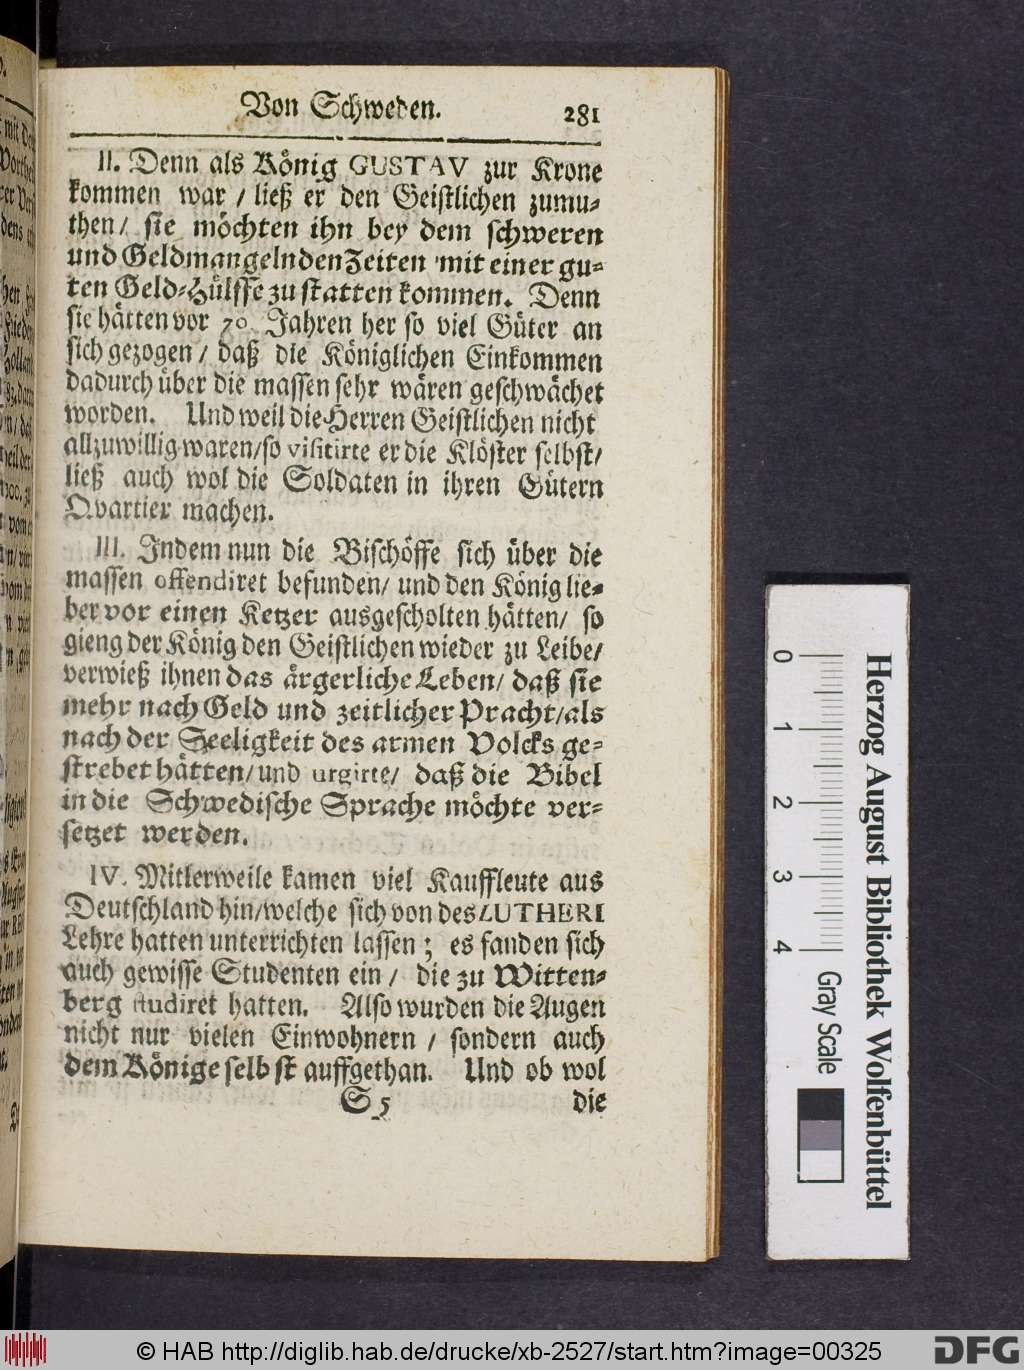 Von Schweden. 281
II. Denn als König GUSTAV zur Krone
kommen war / ließ er den Geistlichen zumu-
then / sie möchten ihn bey dem schweren
und Geldmangelnden Zeiten mit einer gu-
ten Geld-Hülffe zu statten kommen. Denn
sie hätten vor 70. Jahren her so viel Güter an
sich gezogen / daß die Königlichen Einkommen
dadurch über die massen sehr wären geschwächet
worden. Und weil die Herren Geistlichen nicht
allzuwillig waren / so visitirte er die Klöster selbst /
ließ auch wol die Soldaten in ihren Gütern
Qvartier machen.
III. Indem nun die Bischöffe sich über die
massen offendiret befunden / und den König lie-
ber vor einen Ketzer ausgescholten hätten / so
gieng der König den Geistlichen wieder zu Leibe /
verwieß ihnen das ärgerliche Leben / daß sie
mehr nach Geld und zeitlicher Pracht / als
nach der Seeligkeit des armen Volcks ge-
strebet hätten / und urgirte / daß die Bibel
in die Schwedische Sprache möchte ver-
setzet werden.
IV. Mitlerweile kamen viel Kauffleute aus
Deutschland hin / welche sich von des LUTHERI
Lehre hatten unterrichten lassen ; es fanden sich
auch gewisse Studenten ein / die zu Witten-
berg studiret hatten. Also wurden die Augen
nicht nur vielen Einwohnern / sondern auch
dem Könige selbst auffgethan. Und ob wol
S 5 die
0 1 2 3 4 Gray Scale
Herzog August Bibliothek Wolfenbüttel
© HAB http://diglib.hab.de/drucke/xb-2527/start.htm?image=00325
DFG